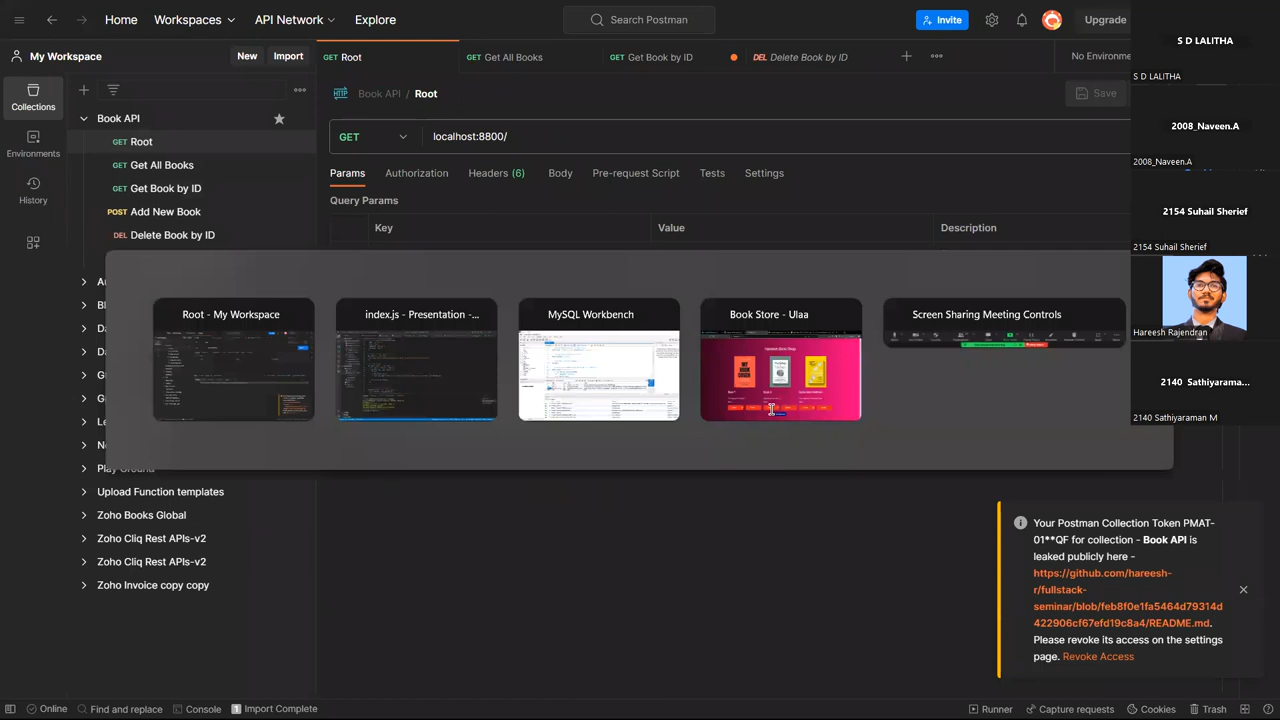 Home
Workspaces
API Network
Explore
Search Postman
Invite
Upgrade
My Workspace
New
Import
GET Root
GET Get All Books
GET Get Book by ID
DEL Delete Book by ID
No Environme
Collections
Environments
History
Book API
GET Root
GET Get All Books
GET Get Book by ID
POST Add New Book
DEL Delete Book by ID
HTTP Book API / Root
Save
GET
localhost:8800/
Params
Authorization
Headers (6)
Body
Pre-request Script
Tests
Settings
Query Params
Key
Value
Description
Root - My Workspace
index.js - Presentation -...
MySQL Workbench
Book Store - Ulaa
Screen Sharing Meeting Controls
Play Ground
Upload Function templates
Zoho Books Global
Zoho Cliq Rest APIs-v2
Zoho Cliq Rest APIs-v2
Zoho Invoice copy copy
S D LALITHA
S D LALITHA
2008_Naveen.A
2008_Naveen.A
2154 Suhail Sherief
2154 Suhail Sherief
Hareesh Rajendran
2140 Sathiyarama...
2140 Sathiyaraman M
Your Postman Collection Token PMAT-
01**QF for collection - Book API is
leaked publicly here -
https://github.com/hareesh-
r/fullstack-
seminar/blob/feb8f0e1fa5464d79314d
422906cf67efd19c8a4/README.md.
Please revoke its access on the settings
page. Revoke Access
Online
Find and replace
Console
1 Import Complete
Runner
Capture requests
Cookies
Trash